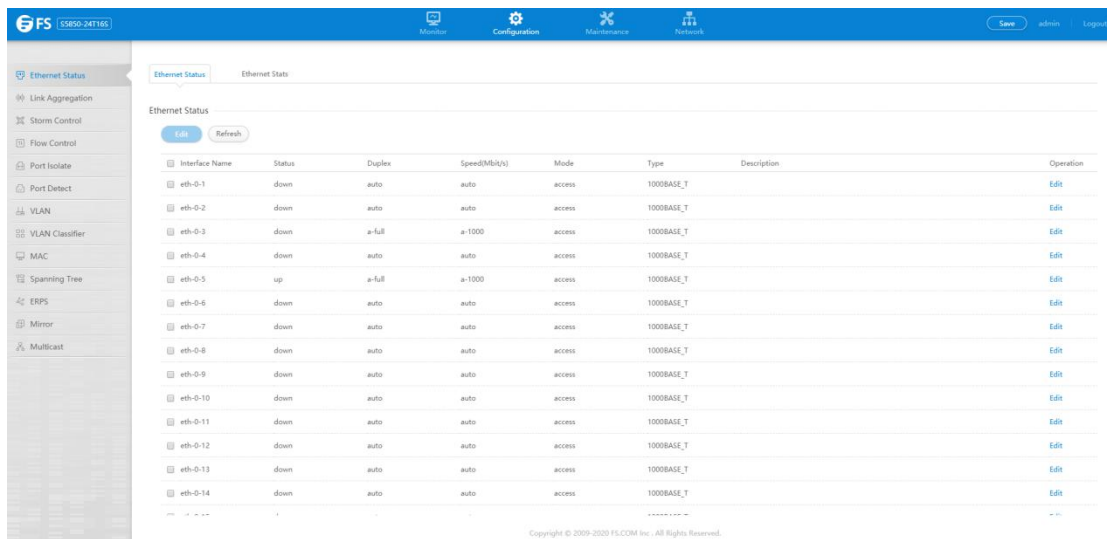 FS S5850-24T16S
Monitor Configuration Maintenance Network
Save admin Logout
Ethernet Status
Link Aggregation
Storm Control
Flow Control
Port Isolate
Port Detect
VLAN
VLAN Classifier
MAC
Spanning Tree
ERPS
Mirror
Multicast
Ethernet Status Ethernet Stats
Ethernet Status
Edit Refresh
Interface Name Status Duplex Speed(Mbit/s) Mode Type Description Operation
eth-0-1 down auto auto access 1000BASE_T Edit
eth-0-2 down auto auto access 1000BASE_T Edit
eth-0-3 down a-full a-1000 access 1000BASE_T Edit
eth-0-4 down auto auto access 1000BASE_T Edit
eth-0-5 up a-full a-1000 access 1000BASE_T Edit
eth-0-6 down auto auto access 1000BASE_T Edit
eth-0-7 down auto auto access 1000BASE_T Edit
eth-0-8 down auto auto access 1000BASE_T Edit
eth-0-9 down auto auto access 1000BASE_T Edit
eth-0-10 down auto auto access 1000BASE_T Edit
eth-0-11 down auto auto access 1000BASE_T Edit
eth-0-12 down auto auto access 1000BASE_T Edit
eth-0-13 down auto auto access 1000BASE_T Edit
eth-0-14 down auto auto access 1000BASE_T Edit
Copyright © 2009-2020 FS.COM Inc . All Rights Reserved.